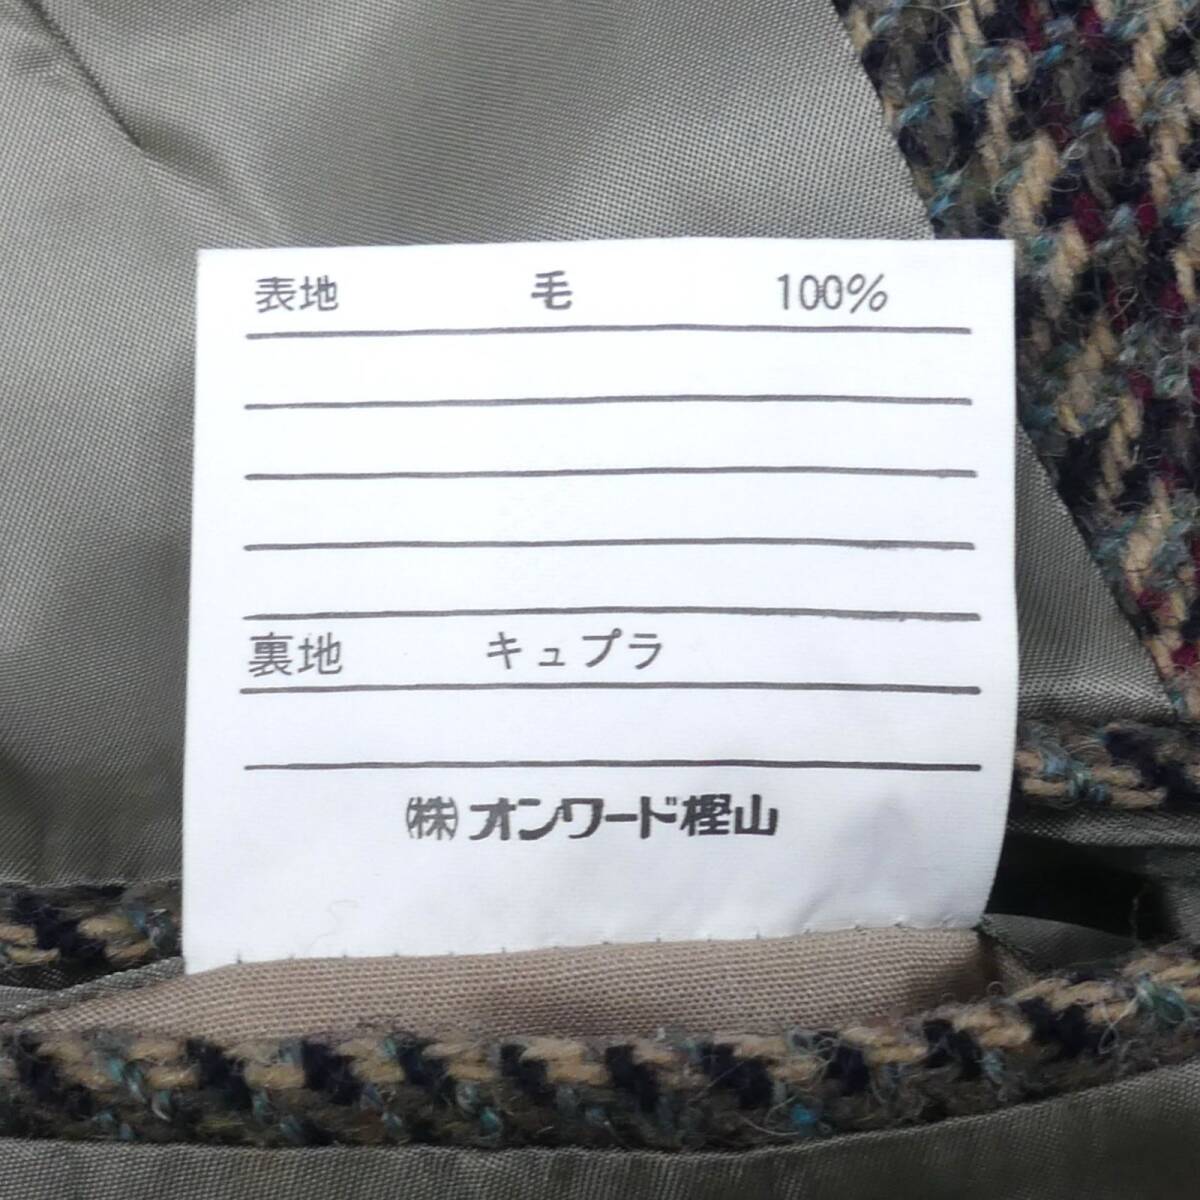 表地 毛 100%
裏地 キュプラ
㈱オンワード樫山